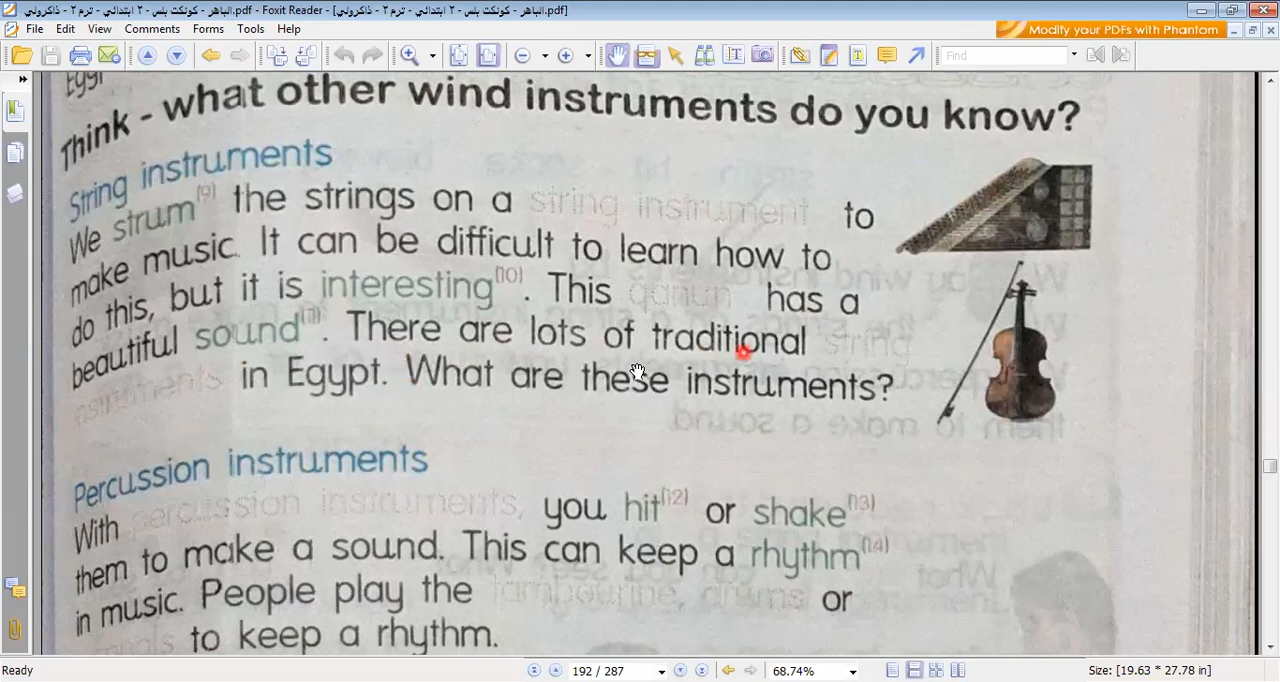 الباهر - كونكت بلس - ٢ ابتدائي - ترم ٢ - ذاكرولي.pdf - Foxit Reader - [الباهر - كونكت بلس - ٢ ابتدائي - ترم ٢ - ذاكرولي.pdf]
File Edit View Comments Forms Tools Help
Modify your PDFs with Phantom
Find
Think - what other wind instruments do you know?
String instruments
We strum[9] the strings on a string instrument to
make music. It can be difficult to learn how to
do this, but it is interesting[10]. This qanun has a
beautiful sound[11]. There are lots of traditional string
instruments in Egypt. What are these instruments?
Percussion instruments
With percussion instruments, you hit[12] or shake[13]
them to make a sound. This can keep a rhythm[14]
in music. People play the tambourine, drums or
to keep a rhythm.
Ready
192 / 287
68.74%
Size: [19.63 * 27.78 in]